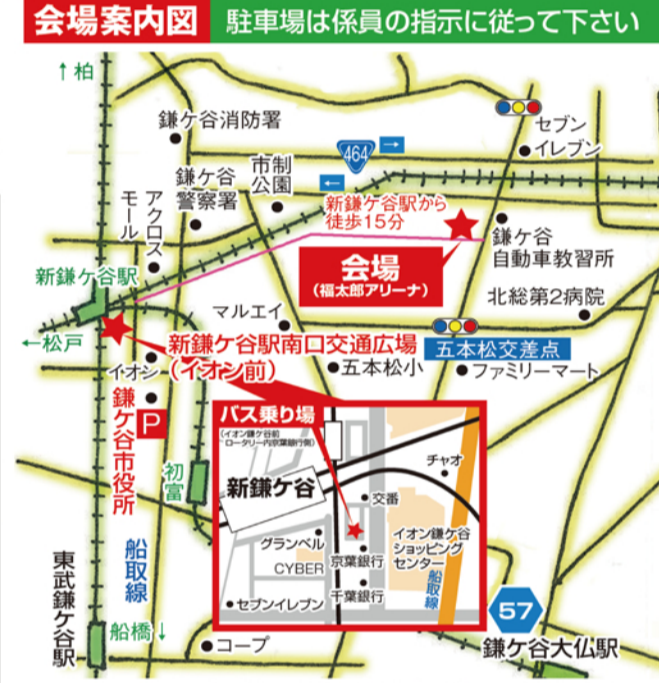 会場案内図
駐車場は係員の指示に従って下さい
↑柏
鎌ケ谷消防署
セブン
イレブン
464
→
←
市制
公園
鎌ケ谷
警察署
アクロス
モール
新鎌ケ谷駅から
徒歩15分
鎌ケ谷
自動車教習所
会場
(福太郎アリーナ)
新鎌ケ谷駅
北総第2病院
マルエイ
←松戸
新鎌ケ谷駅南口交通広場
(イオン前)
五本松交差点
イオン
五本松小
ファミリーマート
P
鎌ケ谷市役所
初富
バス乗り場
(イオン鎌ケ谷前
ロータリー内京葉銀行側)
新鎌ケ谷
チャオ
交番
グランベル
CYBER
京葉銀行
イオン鎌ケ谷
ショッピング
センター
千葉銀行
船取線
セブンイレブン
船取線
東武鎌ケ谷駅
船橋↓
コープ
57
鎌ケ谷大仏駅